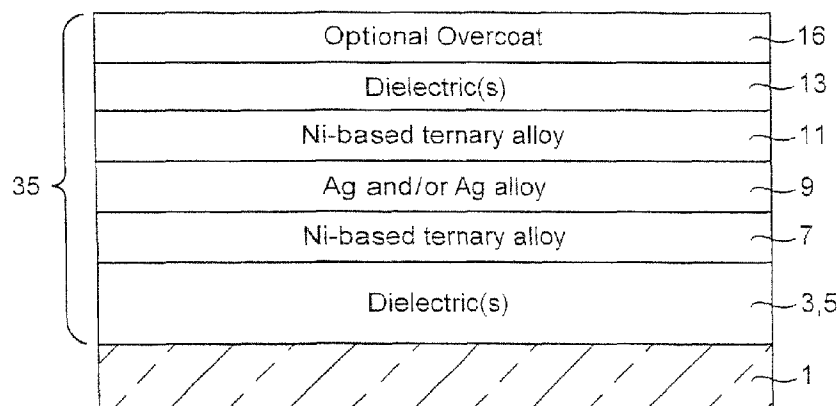 Optional Overcoat 16
Dielectric(s) 13
Ni-based ternary alloy 11
35
Ag and/or Ag alloy 9
Ni-based ternary alloy 7
Dielectric(s) 3,5
1